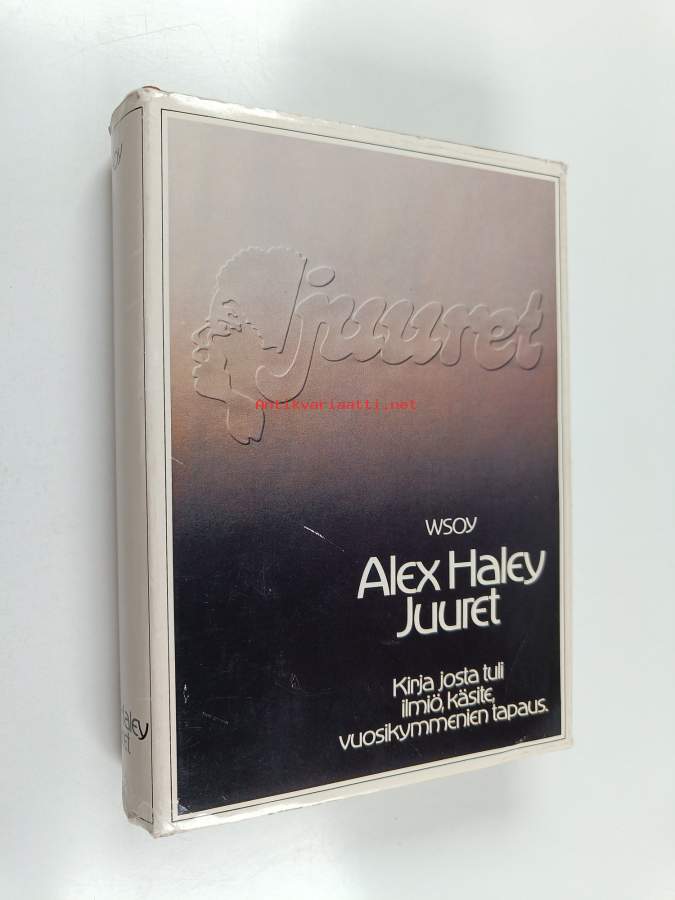 juuret
Antikvariaatti.net
WSOY
Alex Haley
Juuret
Kirja josta tuli
ilmiö, käsite,
vuosikymmenien tapaus.
Haley